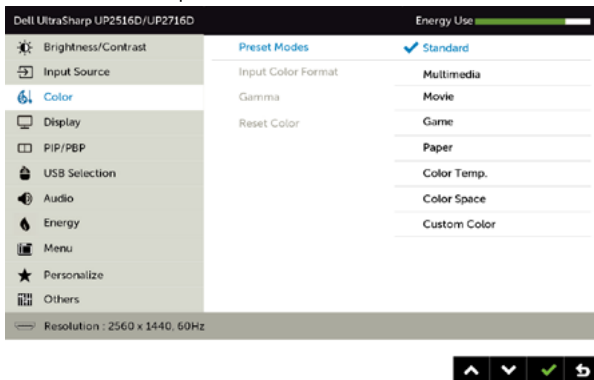 Dell UltraSharp UP2516D/UP2716D
Energy Use
Brightness/Contrast
Input Source
Color
Display
PIP/PBP
USB Selection
Audio
Energy
Menu
Personalize
Others
Preset Modes
Input Color Format
Gamma
Reset Color
Standard
Multimedia
Movie
Game
Paper
Color Temp.
Color Space
Custom Color
Resolution : 2560 x 1440, 60Hz